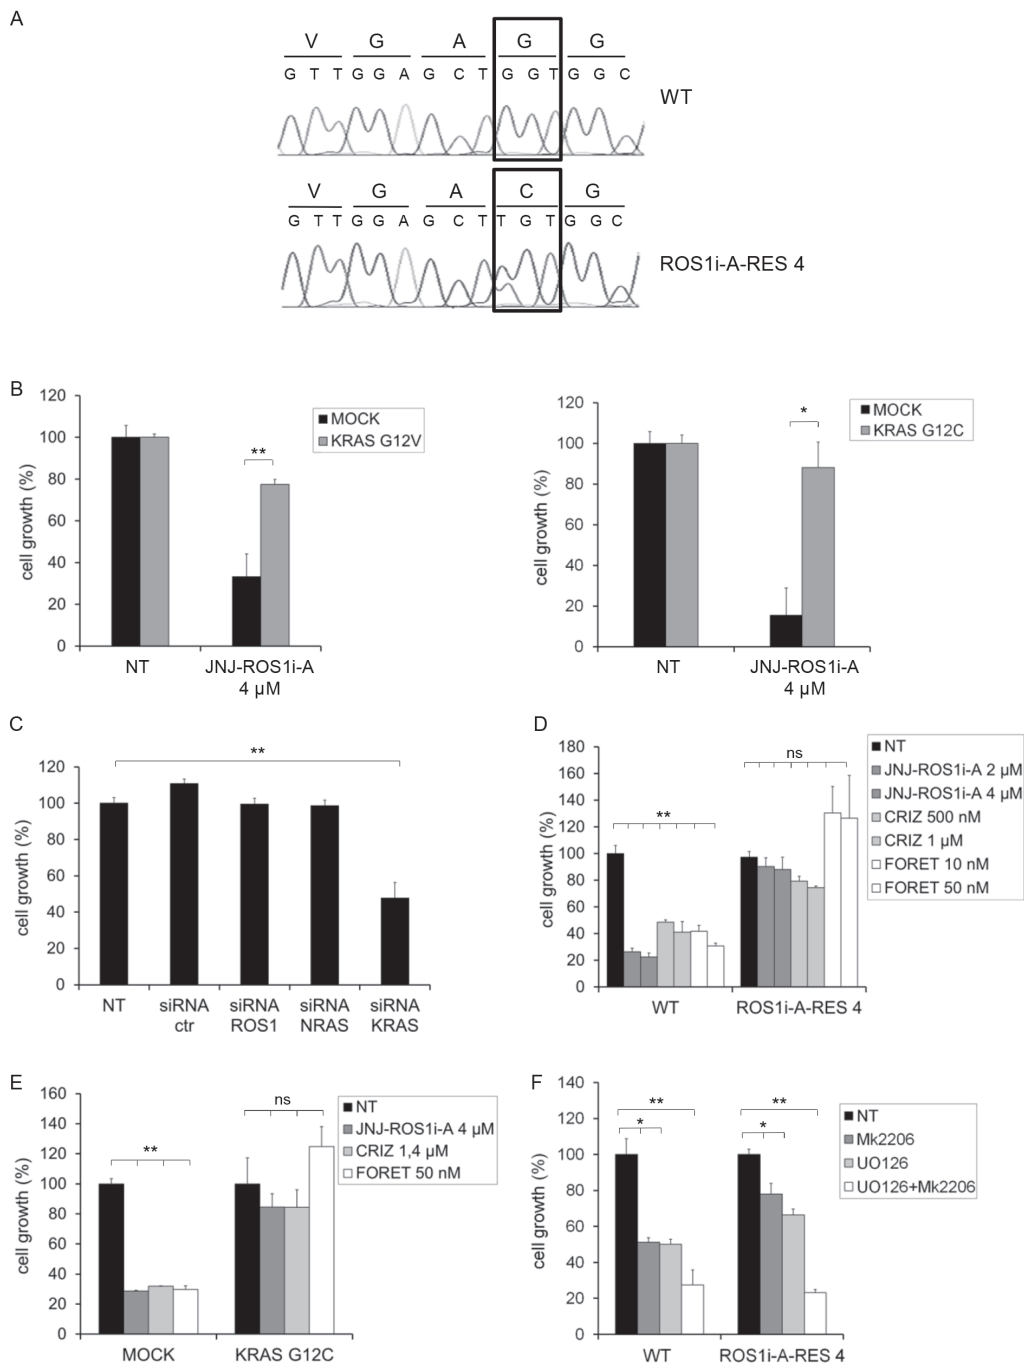 A
V G A G G
G T T G G A G C T G G T G G C
WT
V G A C G
G T T G G A G C T T G T G G C
ROS1i-A-RES 4
B
cell growth (%)
120
100
80
60
40
20
0
**
MOCK
KRAS G12V
NT
JNJ-ROS1i-A
4 µM
cell growth (%)
120
100
80
60
40
20
0
*
MOCK
KRAS G12C
NT
JNJ-ROS1i-A
4 µM
C
cell growth (%)
120
100
80
60
40
20
0
**
NT
siRNA
ctr
siRNA
ROS1
siRNA
NRAS
siRNA
KRAS
D
cell growth (%)
180
160
140
120
100
80
60
40
20
0
**
ns
NT
JNJ-ROS1i-A 2 µM
JNJ-ROS1i-A 4 µM
CRIZ 500 nM
CRIZ 1 µM
FORET 10 nM
FORET 50 nM
WT
ROS1i-A-RES 4
E
cell growth (%)
160
140
120
100
80
60
40
20
0
**
ns
NT
JNJ-ROS1i-A 4 µM
CRIZ 1,4 µM
FORET 50 nM
MOCK
KRAS G12C
F
cell growth (%)
140
120
100
80
60
40
20
0
**
*
**
*
NT
Mk2206
UO126
UO126+Mk2206
WT
ROS1i-A-RES 4